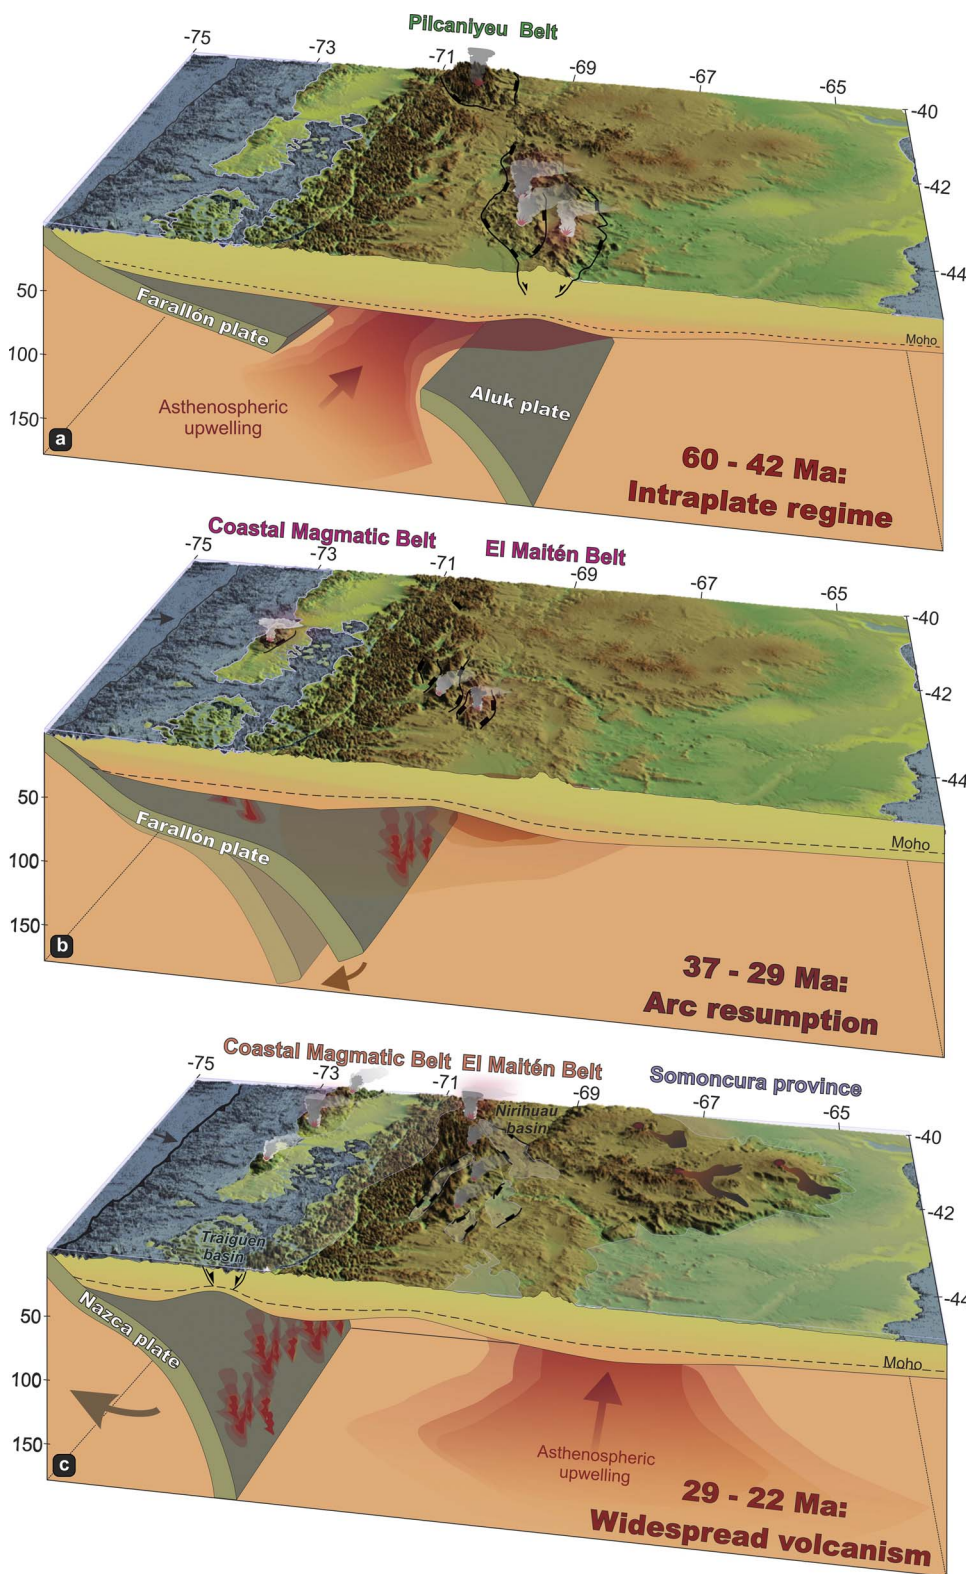 Pilcaniyeu Belt
-75
-73
-71
-69
-67
-65
-40
-42
-44
50
100
150
Farallón plate
Aluk plate
Asthenospheric
upwelling
Moho
a
60 - 42 Ma:
Intraplate regime
Coastal Magmatic Belt
El Maitén Belt
-75
-73
-71
-69
-67
-65
-40
-42
-44
50
100
150
Farallón plate
Moho
b
37 - 29 Ma:
Arc resumption
Coastal Magmatic Belt
El Maitén Belt
Somoncura province
-75
-73
-71
-69
-67
-65
-40
-42
-44
Ñirihuau
basin
Traiguén
basin
50
100
150
Nazca plate
Moho
Asthenospheric
upwelling
c
29 - 22 Ma:
Widespread volcanism